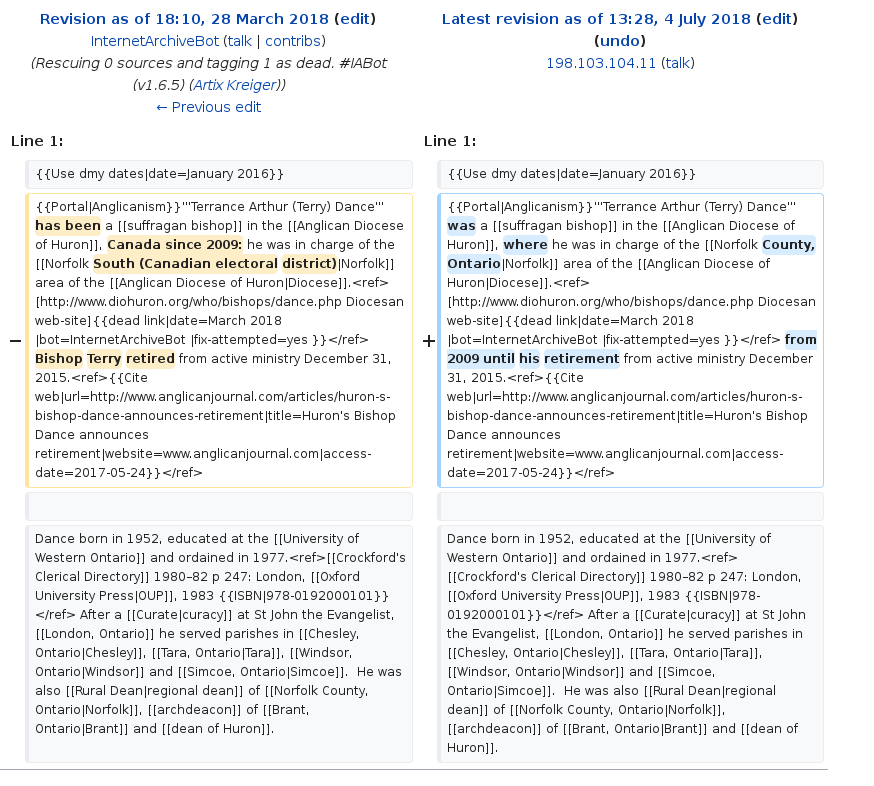 Revision as of 18:10, 28 March 2018 (edit)
InternetArchiveBot (talk | contribs)
(Rescuing 0 sources and tagging 1 as dead. #IABot
(v1.6.5) (Artix Kreiger))
← Previous edit
Latest revision as of 13:28, 4 July 2018 (edit)
(undo)
198.103.104.11 (talk)
Line 1:
Line 1:
{{Use dmy dates|date=January 2016}}
{{Use dmy dates|date=January 2016}}
−
{{Portal|Anglicanism}}'''Terrance Arthur (Terry) Dance'''
has been a [[suffragan bishop]] in the [[Anglican Diocese
of Huron]], Canada since 2009: he was in charge of the
[[Norfolk South (Canadian electoral district)|Norfolk]]
area of the [[Anglican Diocese of Huron|Diocese]].<ref>
[http://www.diohuron.org/who/bishops/dance.php Diocesan
web-site]{{dead link|date=March 2018
|bot=InternetArchiveBot |fix-attempted=yes }}</ref>
Bishop Terry retired from active ministry December 31,
2015.<ref>{{Cite
web|url=http://www.anglicanjournal.com/articles/huron-s-
bishop-dance-announces-retirement|title=Huron's Bishop
Dance announces
retirement|website=www.anglicanjournal.com|access-
date=2017-05-24}}</ref>
+
{{Portal|Anglicanism}}'''Terrance Arthur (Terry) Dance'''
was a [[suffragan bishop]] in the [[Anglican Diocese of
Huron]], where he was in charge of the [[Norfolk County,
Ontario|Norfolk]] area of the [[Anglican Diocese of
Huron|Diocese]].<ref>
[http://www.diohuron.org/who/bishops/dance.php Diocesan
web-site]{{dead link|date=March 2018
|bot=InternetArchiveBot |fix-attempted=yes }}</ref> from
2009 until his retirement from active ministry December
31, 2015.<ref>{{Cite
web|url=http://www.anglicanjournal.com/articles/huron-s-
bishop-dance-announces-retirement|title=Huron's Bishop
Dance announces
retirement|website=www.anglicanjournal.com|access-
date=2017-05-24}}</ref>
Dance born in 1952, educated at the [[University of
Western Ontario]] and ordained in 1977.<ref>[[Crockford's
Clerical Directory]] 1980–82 p 247: London, [[Oxford
University Press|OUP]], 1983 {{ISBN|978-0192000101}}
</ref> After a [[Curate|curacy]] at St John the Evangelist,
[[London, Ontario]] he served parishes in [[Chesley,
Ontario|Chesley]], [[Tara, Ontario|Tara]], [[Windsor,
Ontario|Windsor]] and [[Simcoe, Ontario|Simcoe]].  He was
also [[Rural Dean|regional dean]] of [[Norfolk County,
Ontario|Norfolk]], [[archdeacon]] of [[Brant,
Ontario|Brant]] and [[dean of Huron]].
Dance born in 1952, educated at the [[University of
Western Ontario]] and ordained in 1977.<ref>
[[Crockford's Clerical Directory]] 1980–82 p 247: London,
[[Oxford University Press|OUP]], 1983 {{ISBN|978-
0192000101}}</ref> After a [[Curate|curacy]] at St John
the Evangelist, [[London, Ontario]] he served parishes in
[[Chesley, Ontario|Chesley]], [[Tara, Ontario|Tara]],
[[Windsor, Ontario|Windsor]] and [[Simcoe,
Ontario|Simcoe]].  He was also [[Rural Dean|regional
dean]] of [[Norfolk County, Ontario|Norfolk]],
[[archdeacon]] of [[Brant, Ontario|Brant]] and [[dean of
Huron]].